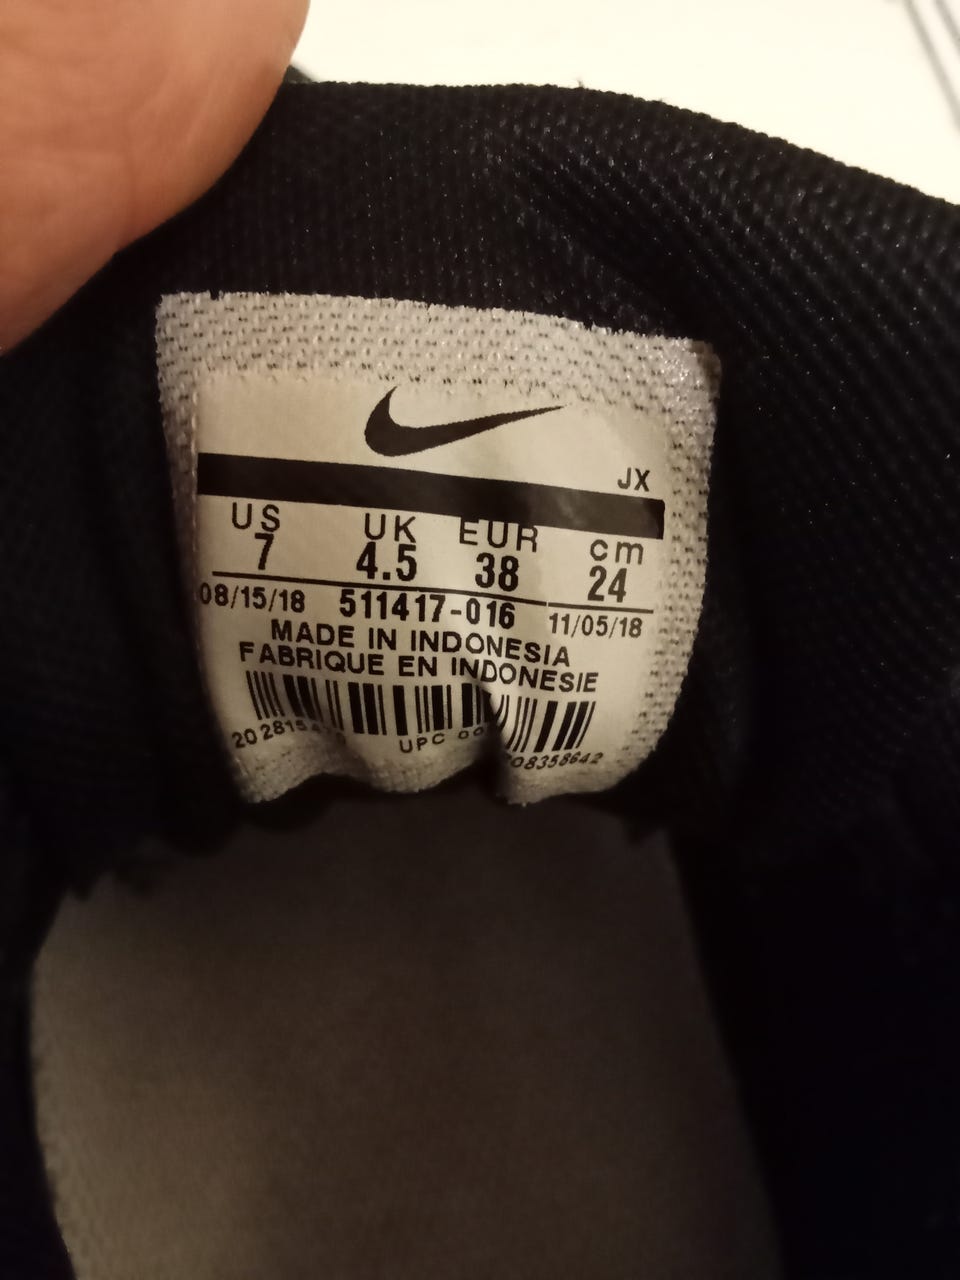 JX
US UK EUR cm
7 4.5 38 24
08/15/18 511417-016 11/05/18
MADE IN INDONESIA
FABRIQUE EN INDONESIE
UPC